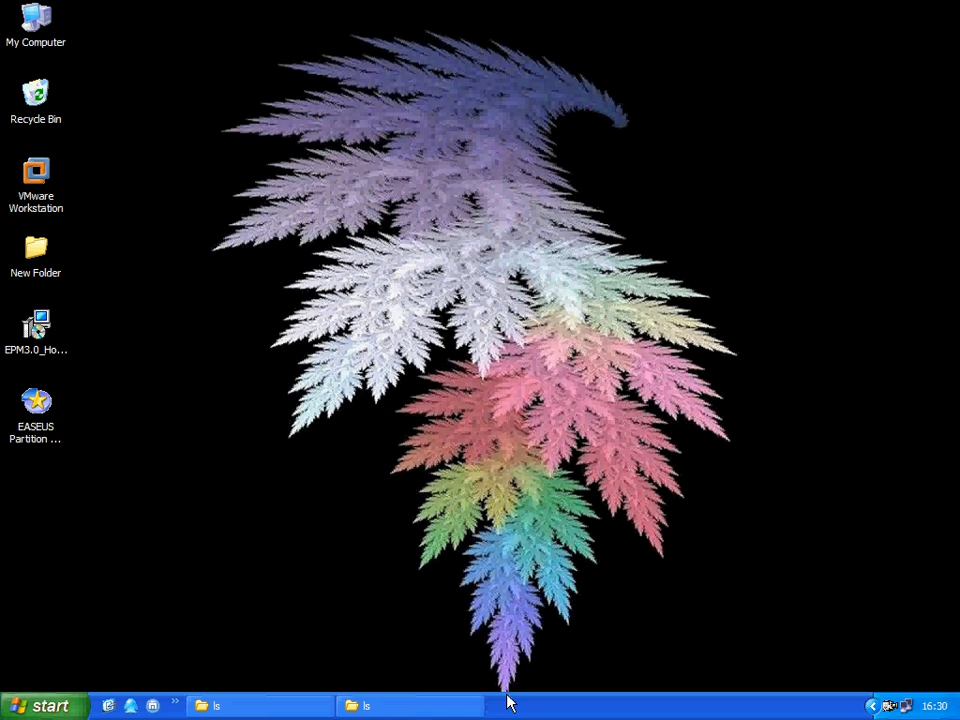 My Computer
Recycle Bin
VMware
Workstation
New Folder
EPM3.0_Ho...
EASEUS
Partition ...
start
ls
ls
16:30